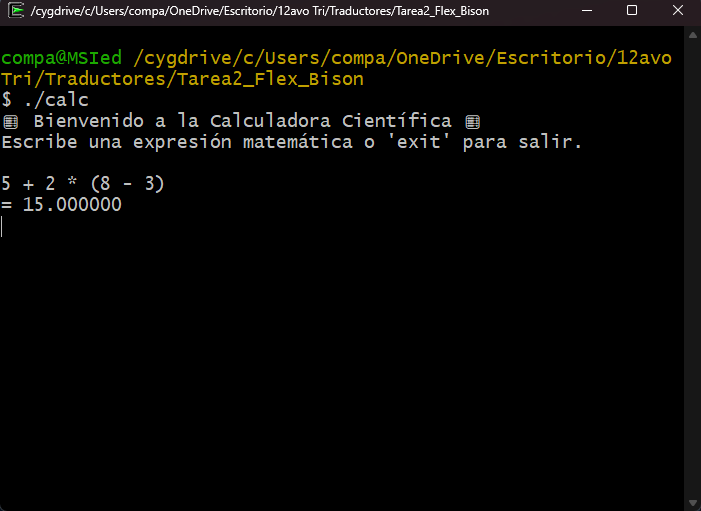 /cygdrive/c/Users/compa/OneDrive/Escritorio/12avo Tri/Traductores/Tarea2_Flex_Bison
compa@MSIed /cygdrive/c/Users/compa/OneDrive/Escritorio/12avo
Tri/Traductores/Tarea2_Flex_Bison
$ ./calc
Bienvenido a la Calculadora Científica
Escribe una expresión matemática o 'exit' para salir.
5 + 2 * (8 - 3)
= 15.000000